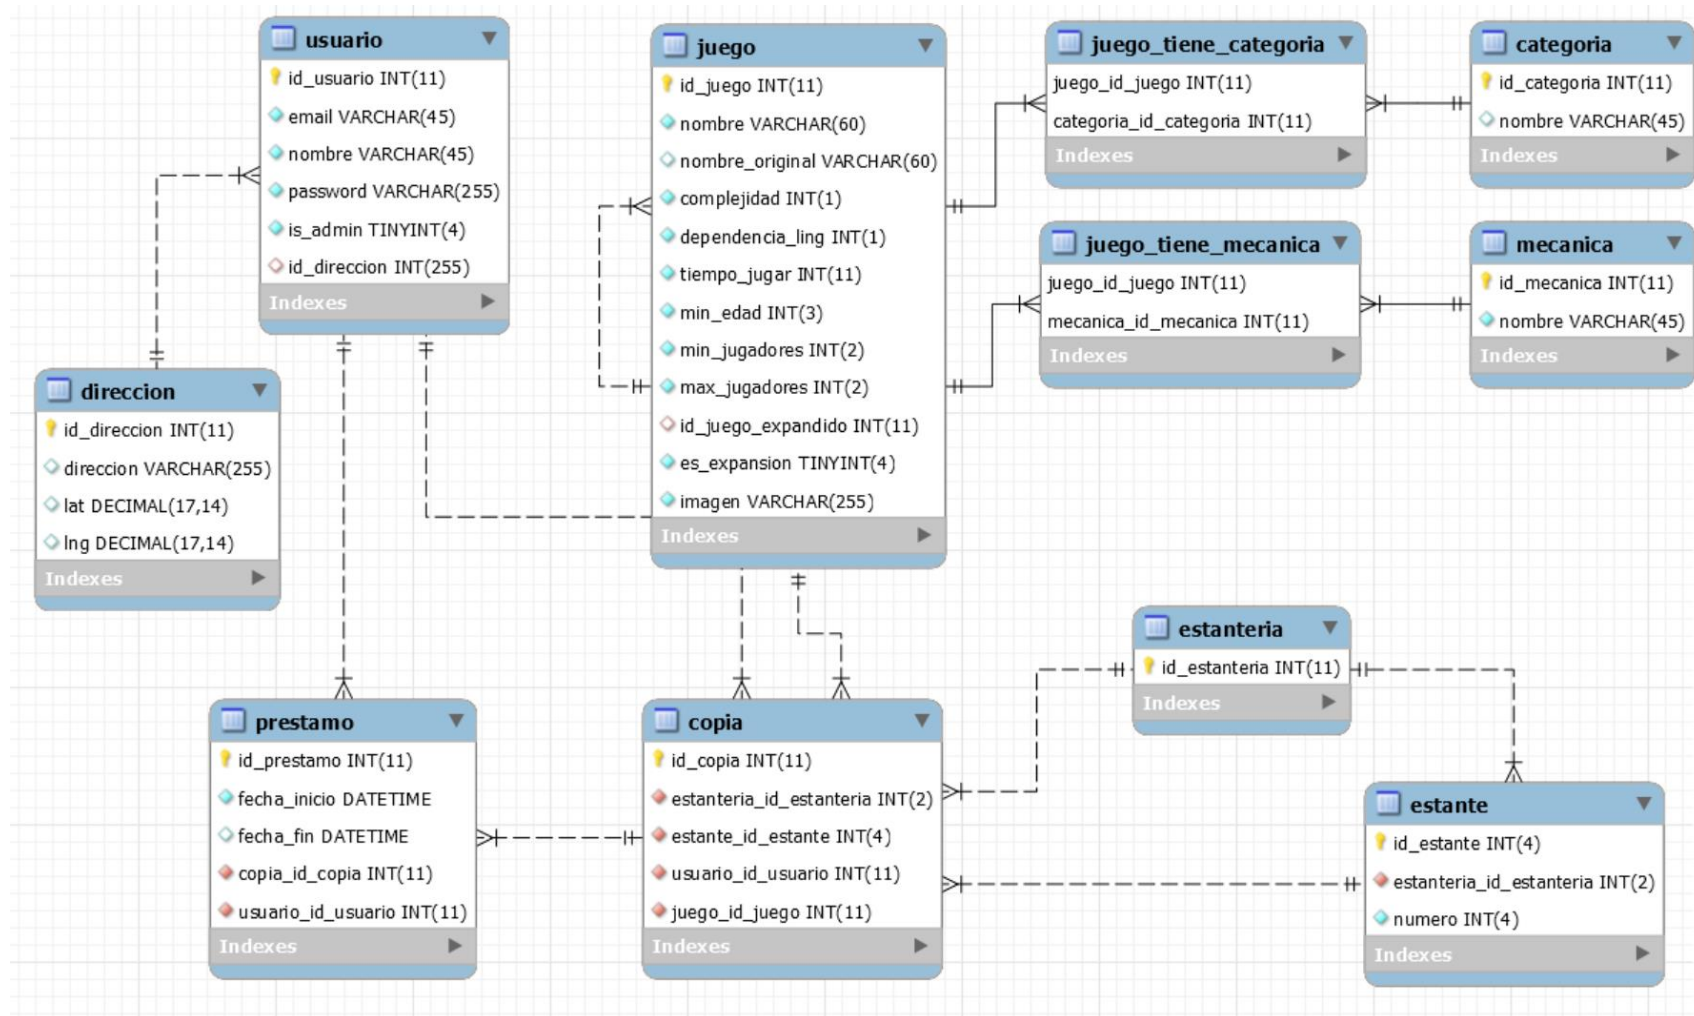 usuario
id_usuario INT(11)
email VARCHAR(45)
nombre VARCHAR(45)
password VARCHAR(255)
is_admin TINYINT(4)
id_direccion INT(255)
Indexes
juego
id_juego INT(11)
nombre VARCHAR(60)
nombre_original VARCHAR(60)
complejidad INT(1)
dependencia_ling INT(1)
tiempo_jugar INT(11)
min_edad INT(3)
min_jugadores INT(2)
max_jugadores INT(2)
id_juego_expandido INT(11)
es_expansion TINYINT(4)
imagen VARCHAR(255)
Indexes
juego_tiene_categoria
juego_id_juego INT(11)
categoria_id_categoria INT(11)
Indexes
categoria
id_categoria INT(11)
nombre VARCHAR(45)
Indexes
juego_tiene_mecanica
juego_id_juego INT(11)
mecanica_id_mecanica INT(11)
Indexes
mecanica
id_mecanica INT(11)
nombre VARCHAR(45)
Indexes
direccion
id_direccion INT(11)
direccion VARCHAR(255)
lat DECIMAL(17,14)
lng DECIMAL(17,14)
Indexes
prestamo
id_prestamo INT(11)
fecha_inicio DATETIME
fecha_fin DATETIME
copia_id_copia INT(11)
usuario_id_usuario INT(11)
Indexes
copia
id_copia INT(11)
estanteria_id_estanteria INT(2)
estante_id_estante INT(4)
usuario_id_usuario INT(11)
juego_id_juego INT(11)
Indexes
estanteria
id_estanteria INT(11)
Indexes
estante
id_estante INT(4)
estanteria_id_estanteria INT(2)
numero INT(4)
Indexes